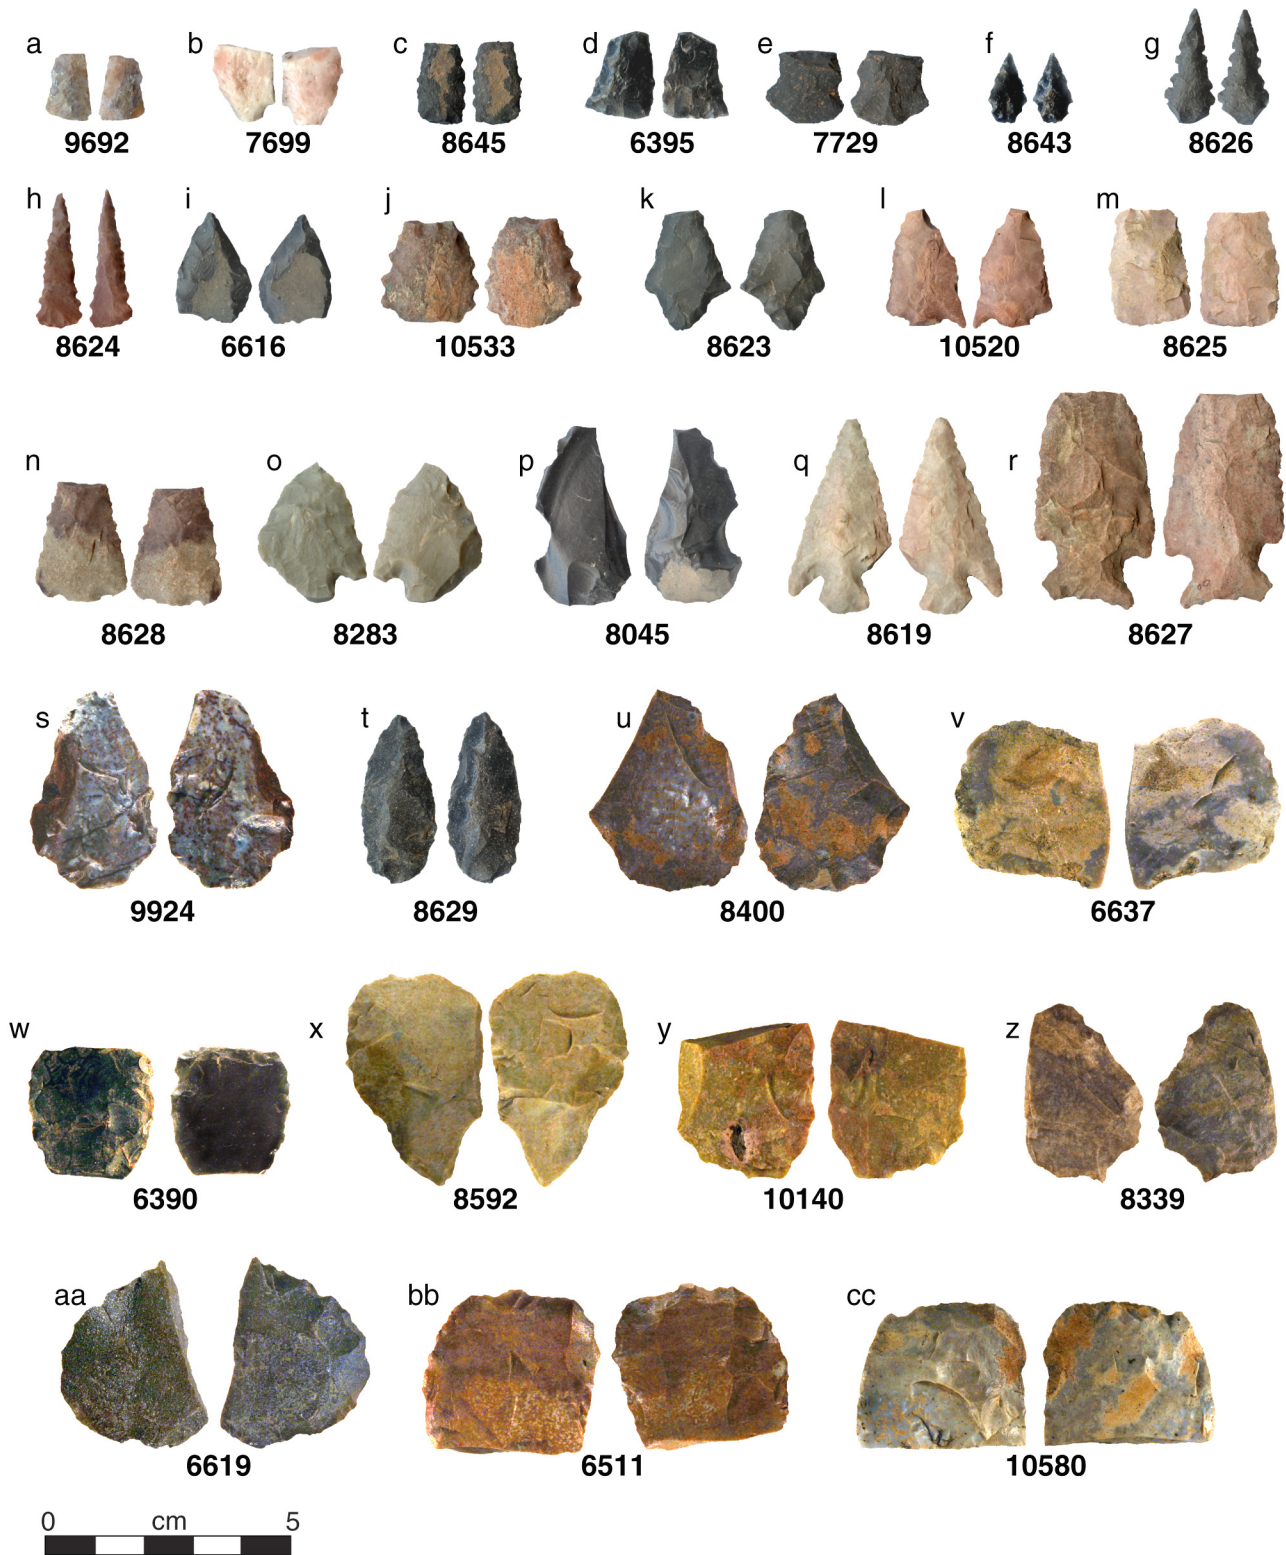 a b c d e f g
9692 7699 8645 6395 7729 8643 8626
h i j k l m
8624 6616 10533 8623 10520 8625
n o p q r
8628 8283 8045 8619 8627
s t u v
9924 8629 8400 6637
w x y z
6390 8592 10140 8339
aa bb cc
6619 6511 10580
0 cm 5